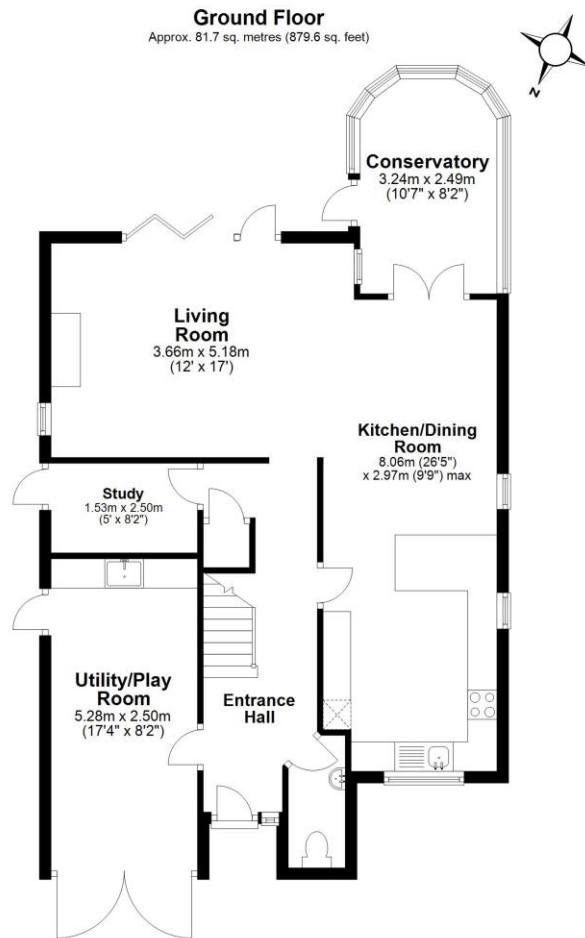 Ground Floor
Approx. 81.7 sq. metres (879.6 sq. feet)
N
Conservatory
3.24m x 2.49m
(10'7" x 8'2")
Living
Room
3.66m x 5.18m
(12' x 17')
Kitchen/Dining
Room
8.06m (26'5")
x 2.97m (9'9") max
Study
1.53m x 2.50m
(5' x 8'2")
Utility/Play
Room
5.28m x 2.50m
(17'4" x 8'2")
Entrance
Hall